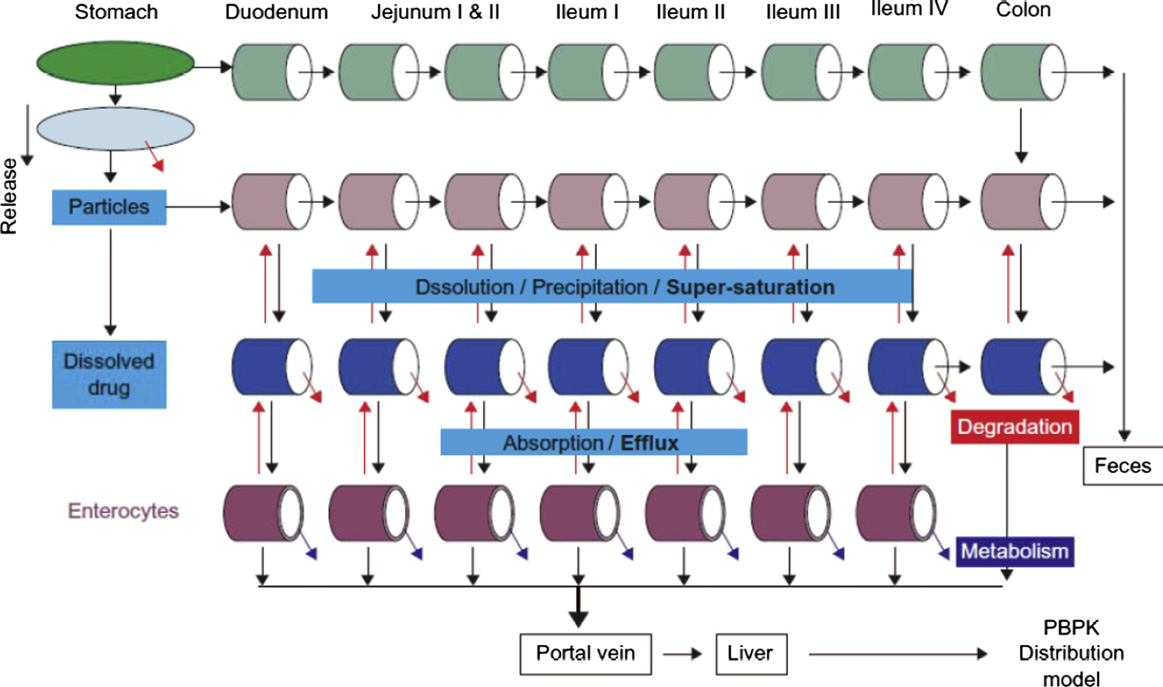 Stomach
Duodenum
Jejunum I & II
Ileum I
Ileum II
Ileum III
Ileum IV
Colon
Release
Particles
Dssolution / Precipitation / Super-saturation
Dissolved
drug
Absorption / Efflux
Degradation
Feces
Enterocytes
Metabolism
Portal vein
Liver
PBPK
Distribution
model